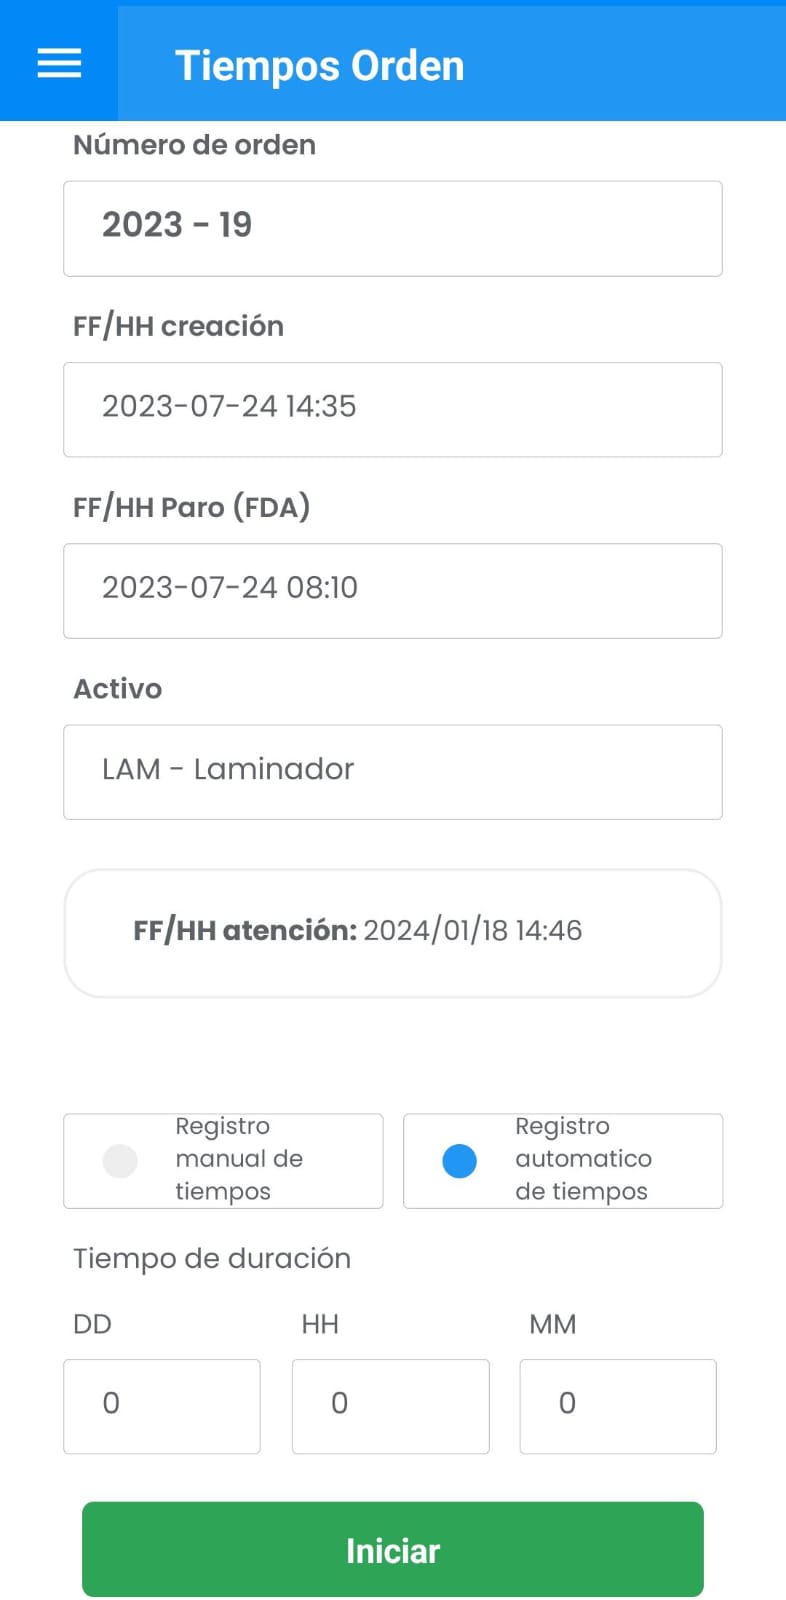 Tiempos Orden
Número de orden
2023 - 19
FF/HH creación
2023-07-24 14:35
FF/HH Paro (FDA)
2023-07-24 08:10
Activo
LAM - Laminador
FF/HH atención: 2024/01/18 14:46
Registro
manual de
tiempos
Registro
automatico
de tiempos
Tiempo de duración
DD HH MM
0 0 0
Iniciar